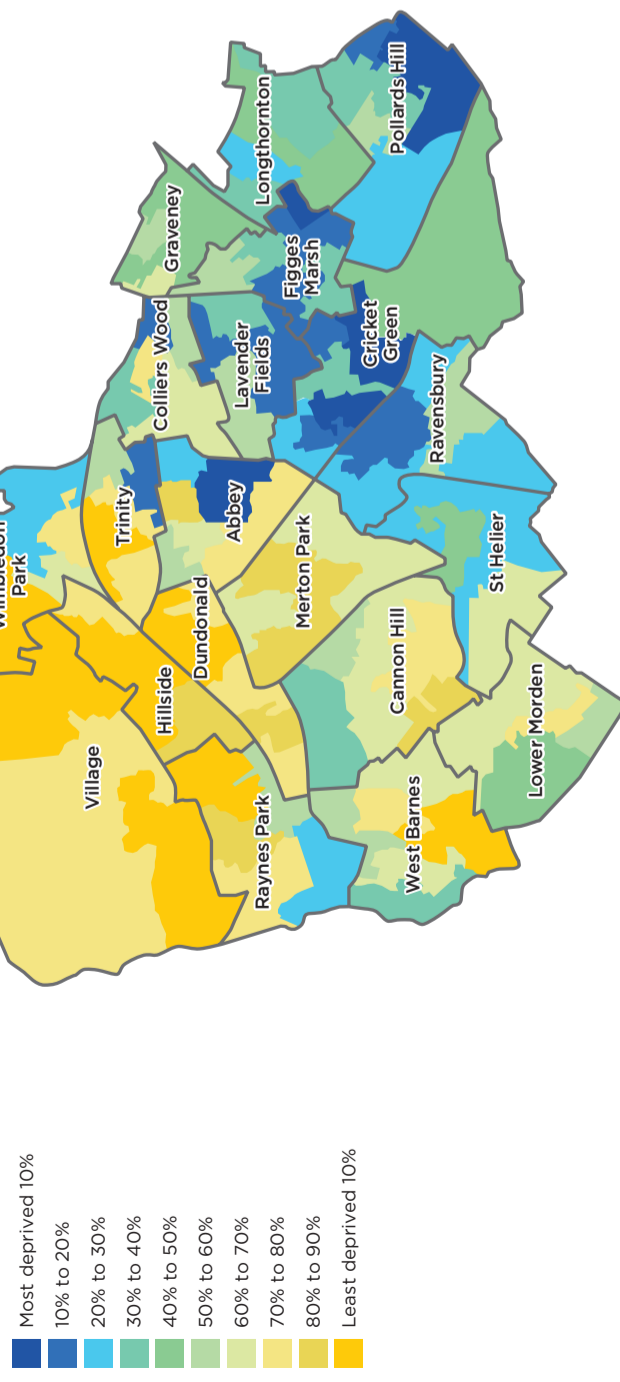 Most deprived 10%
10% to 20%
20% to 30%
30% to 40%
40% to 50%
50% to 60%
60% to 70%
70% to 80%
80% to 90%
Least deprived 10%
Village
Raynes Park
West Barnes
Lower Morden
Hillside
Dundonald
Cannon Hill
Park
Trinity
Abbey
Merton Park
St Helier
Colliers Wood
Lavender
Fields
Ravensbury
Graveney
Figges
Marsh
Cricket
Green
Longthornton
Pollards Hill